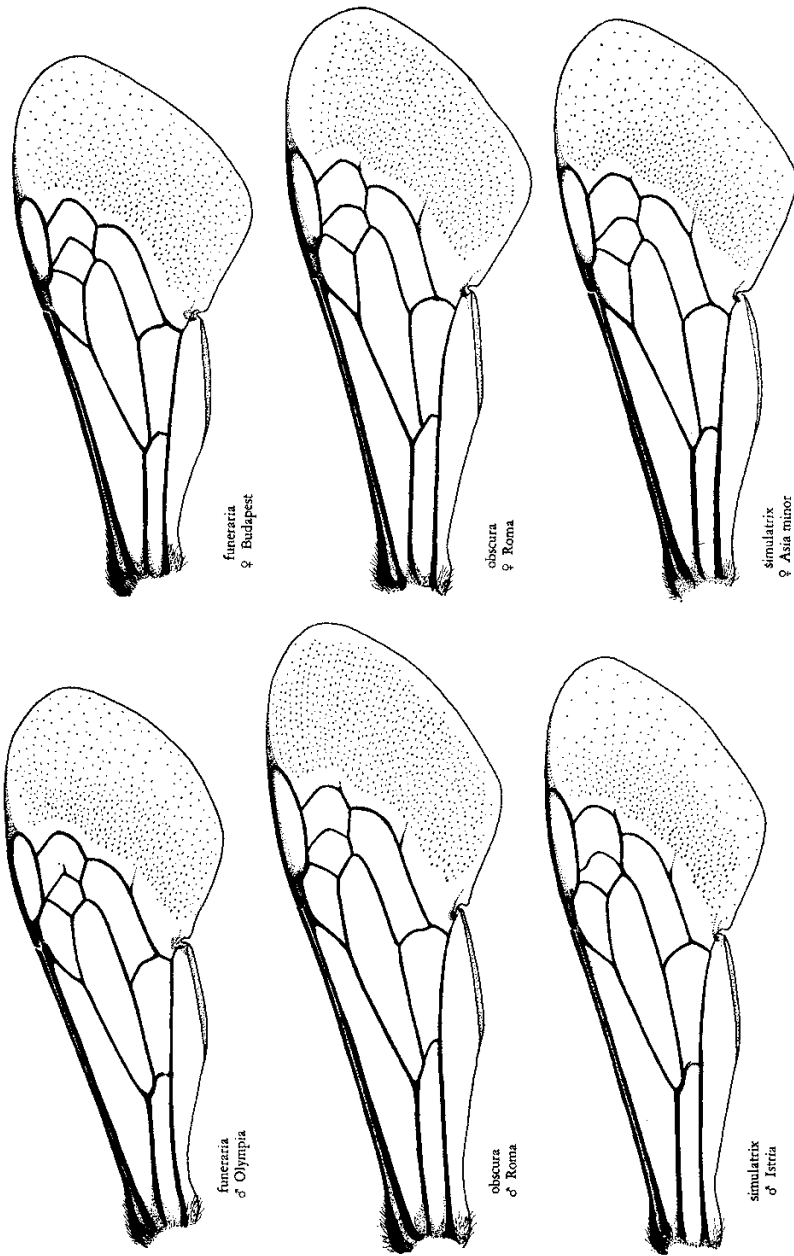 funeraria
♂ Olympia
funeraria
♀ Budapest
obscura
♂ Roma
obscura
♀ Roma
simulatrix
♂ Istria
simulatrix
♀ Asia minor